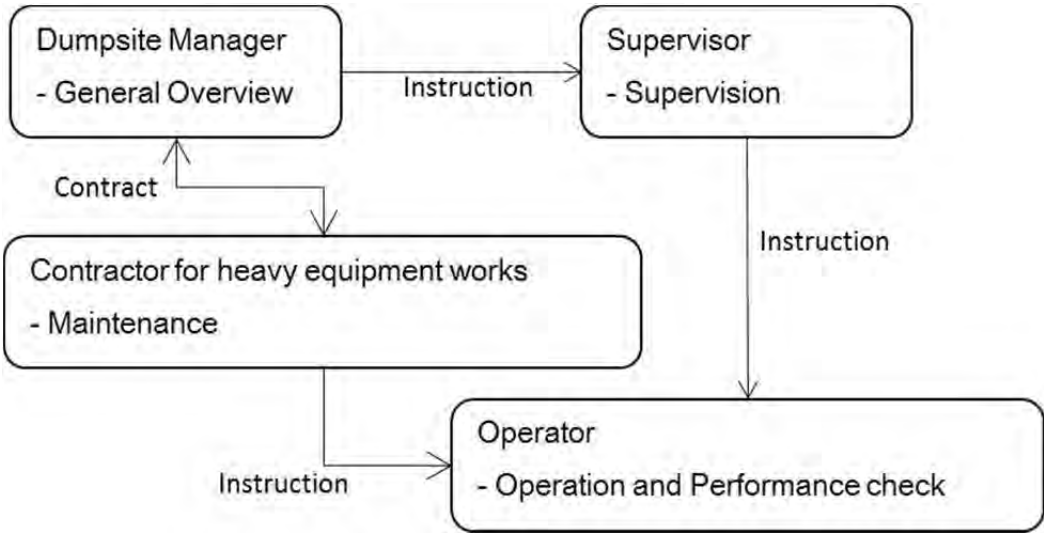 Dumpsite Manager
- General Overview
Instruction
Supervisor
- Supervision
Contract
Instruction
Contractor for heavy equipment works
- Maintenance
Instruction
Operator
- Operation and Performance check